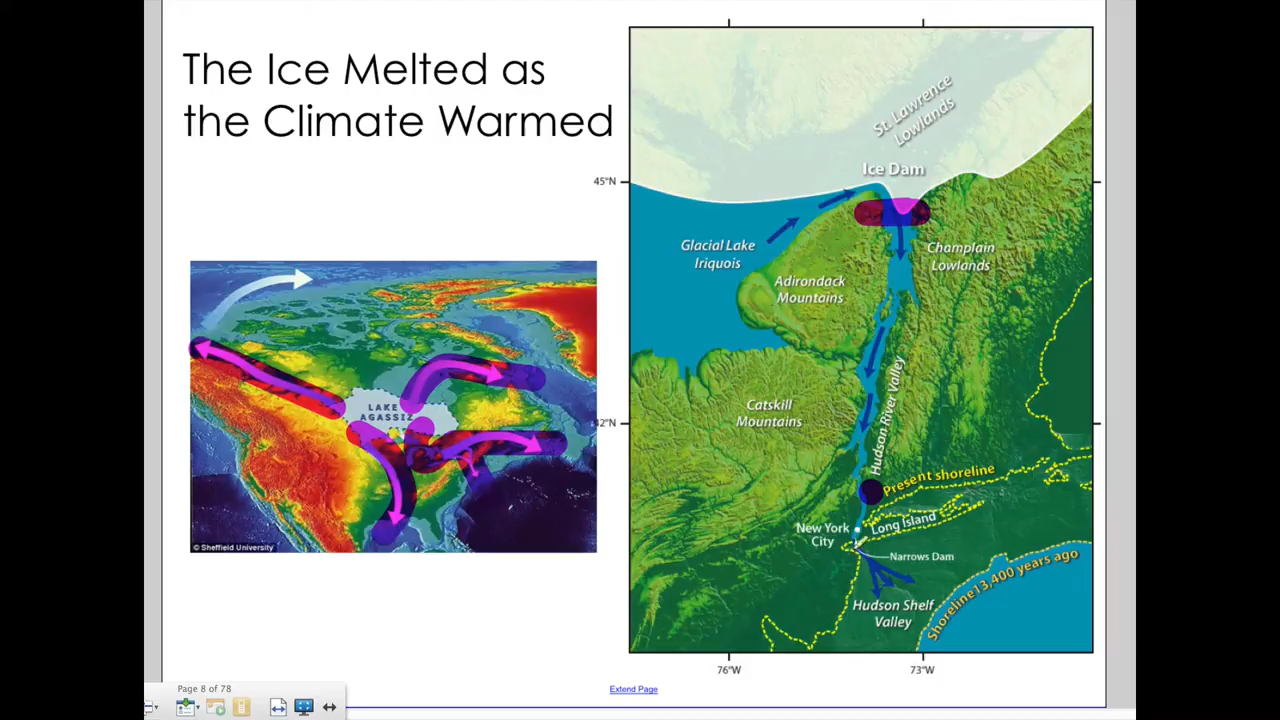 The Ice Melted as
the Climate Warmed
St. Lawrence
Lowlands
Ice Dam
45°N
Glacial Lake
Iriquois
Champlain
Lowlands
Adirondack
Mountains
LAKE
AGASSIZ
Hudson River Valley
Catskill
Mountains
42°N
Present shoreline
Long Island
New York
City
Narrows Dam
© Sheffield University
Shoreline 13,400 years ago
Hudson Shelf
Valley
76°W
73°W
Page 8 of 78
Extend Page